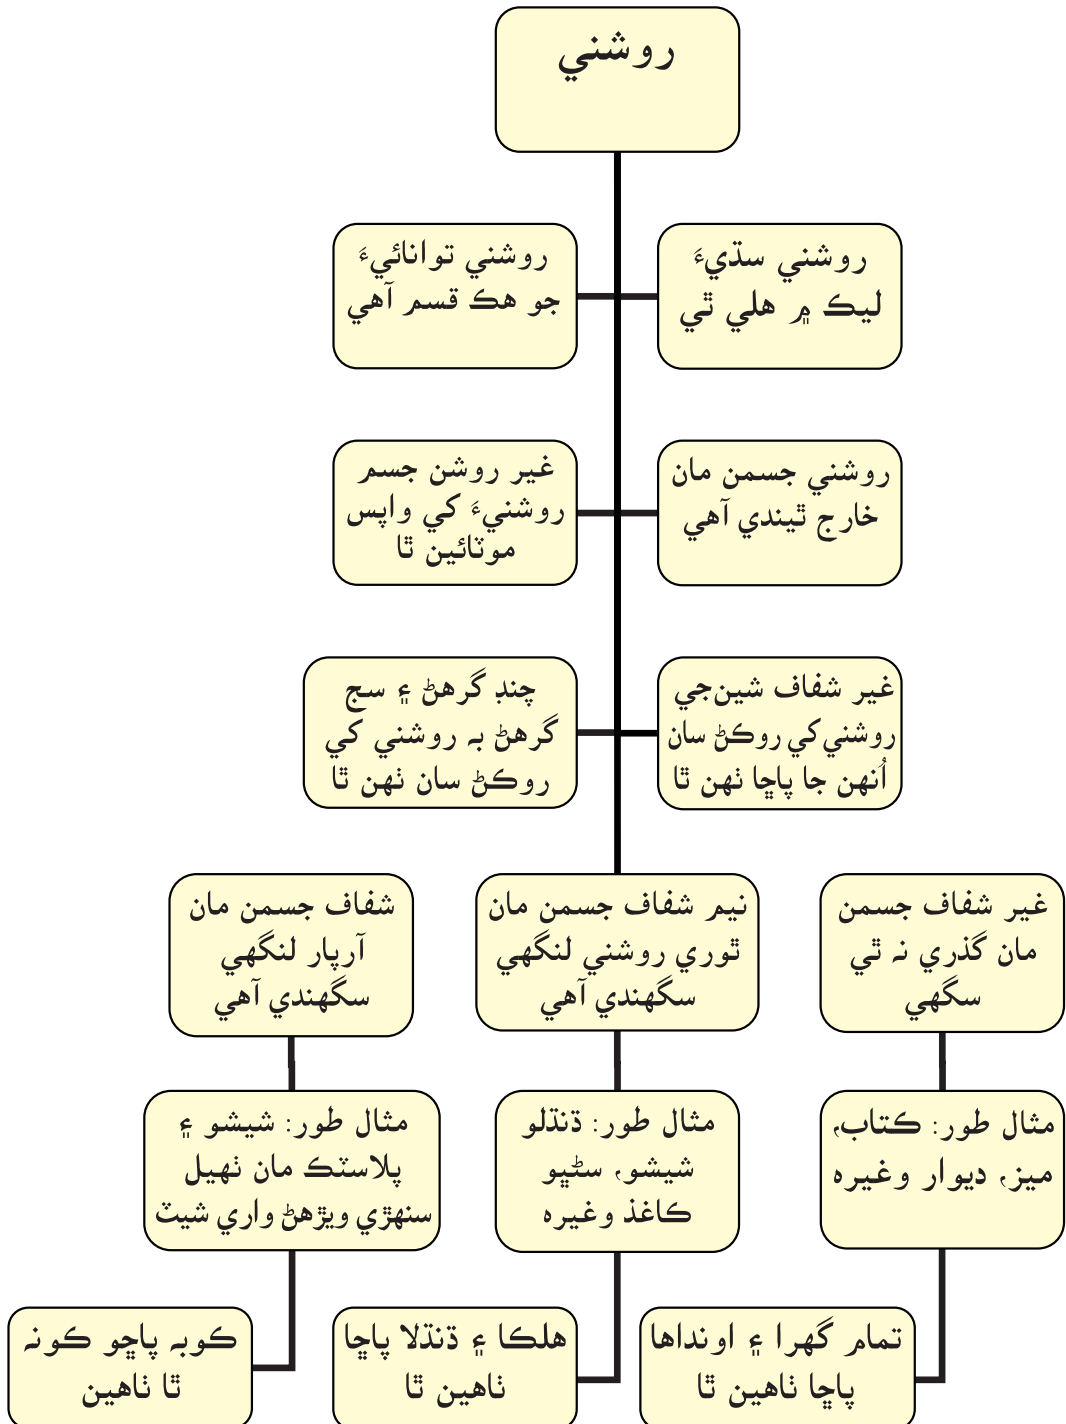 روشني
روشني سڌيءَ
ليڪ ۾ هلي ٿي
روشني توانائيءَ
جو هڪ قسم آهي
روشني جسمن مان
خارج ٿيندي آهي
غير روشن جسم
روشنيءَ کي واپس
موٽائين ٿا
غير شفاف شين‌جي
روشني کي روڪڻ سان
اُنهن جا پاڇا ٺهن ٿا
چنڊ گرهڻ ۽ سج
گرهڻ به روشني کي
روڪڻ سان ٺهن ٿا
غير شفاف جسمن
مان گذري نہ ٿي
سگهي
نيم شفاف جسمن مان
ٿوري روشني لنگهي
سگهندي آهي
شفاف جسمن مان
آرپار لنگهي
سگهندي آهي
مثال طور: ڪتاب،
ميز، ديوار وغيره
مثال طور: ڌنڌلو
شيشو، سڻڀو
ڪاغذ وغيره
مثال طور: شيشو ۽
پلاسٽڪ مان ٺهيل
سنهڙي ويڙهڻ واري شيٽ
تمام گهرا ۽ اونداها
پاڇا ٺاهين ٿا
هلڪا ۽ ڌنڌلا پاڇا
ٺاهين ٿا
ڪوبہ پاڇو ڪونہ
ٿا ٺاهين